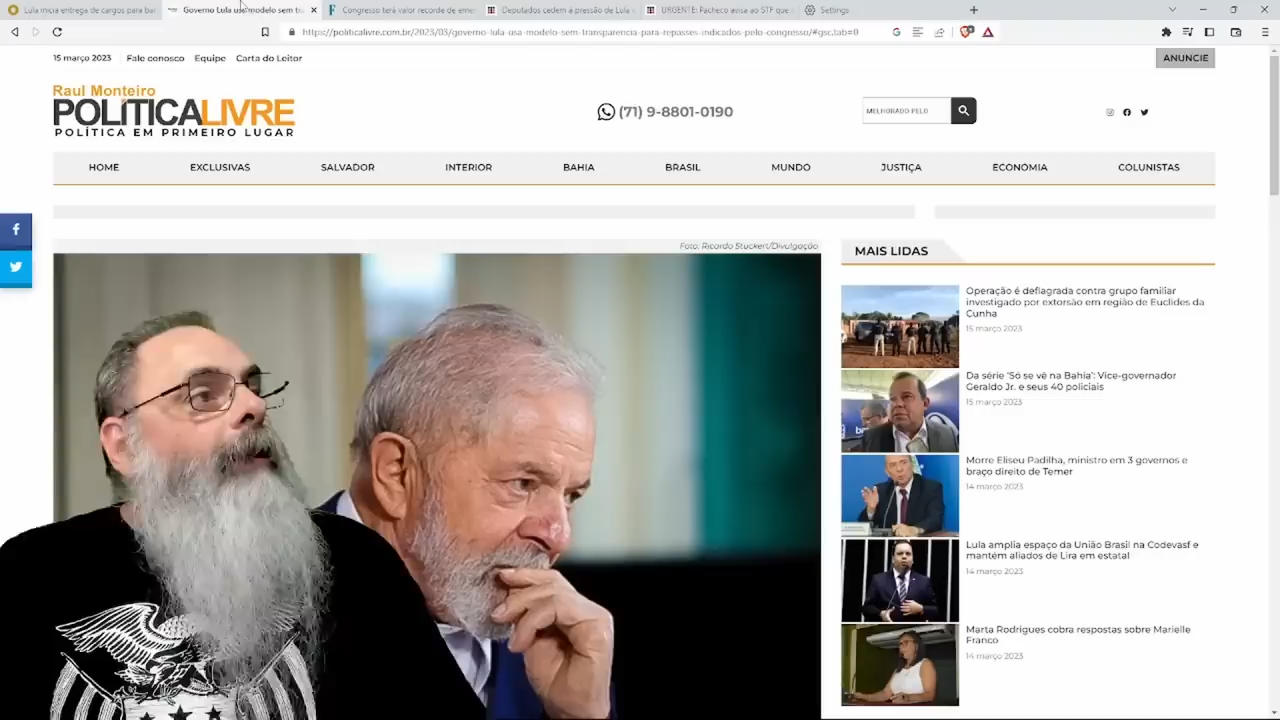 Lula inicia entrega de cargos para bar
Governo Lula usa modelo sem tr
Congresso terá valor recorde de emen
Deputados cedem à pressão de Lula
URGENTE: Pacheco avisa ao STF que
Settings
https://politicalivre.com.br/2023/03/governo-lula-usa-modelo-sem-transparencia-para-repasses-indicados-pelo-congresso/#gsc.tab=0
15 março 2023
Fale conosco
Equipe
Carta do Leitor
ANUNCIE
Raul Monteiro
POLITICALIVRE
POLÍTICA EM PRIMEIRO LUGAR
(71) 9-8801-0190
MELHORADO PELO
HOME
EXCLUSIVAS
SALVADOR
INTERIOR
BAHIA
BRASIL
MUNDO
JUSTIÇA
ECONOMIA
COLUNISTAS
Foto: Ricardo Stuckert/Divulgação
MAIS LIDAS
Operação é deflagrada contra grupo familiar
investigado por extorsão em região de Euclides da
Cunha
15 março 2023
Da série 'Só se vê na Bahia': Vice-governador
Geraldo Jr. e seus 40 policiais
15 março 2023
Morre Eliseu Padilha, ministro em 3 governos e
braço direito de Temer
14 março 2023
Lula amplia espaço da União Brasil na Codevasf e
mantém aliados de Lira em estatal
14 março 2023
Marta Rodrigues cobra respostas sobre Marielle
Franco
14 março 2023